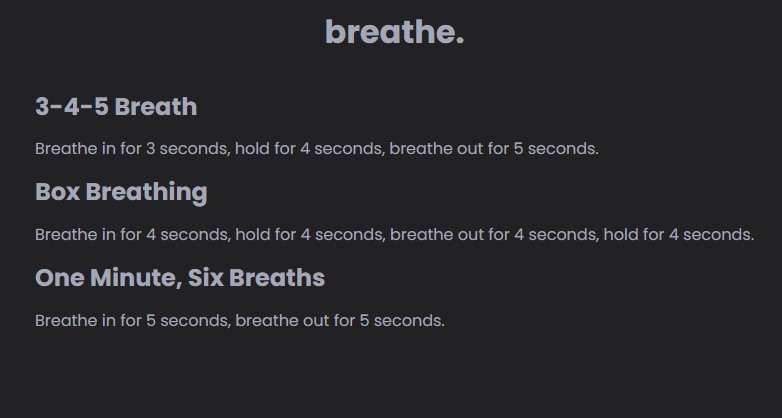 breathe.
3-4-5 Breath
Breathe in for 3 seconds, hold for 4 seconds, breathe out for 5 seconds.
Box Breathing
Breathe in for 4 seconds, hold for 4 seconds, breathe out for 4 seconds, hold for 4 seconds.
One Minute, Six Breaths
Breathe in for 5 seconds, breathe out for 5 seconds.